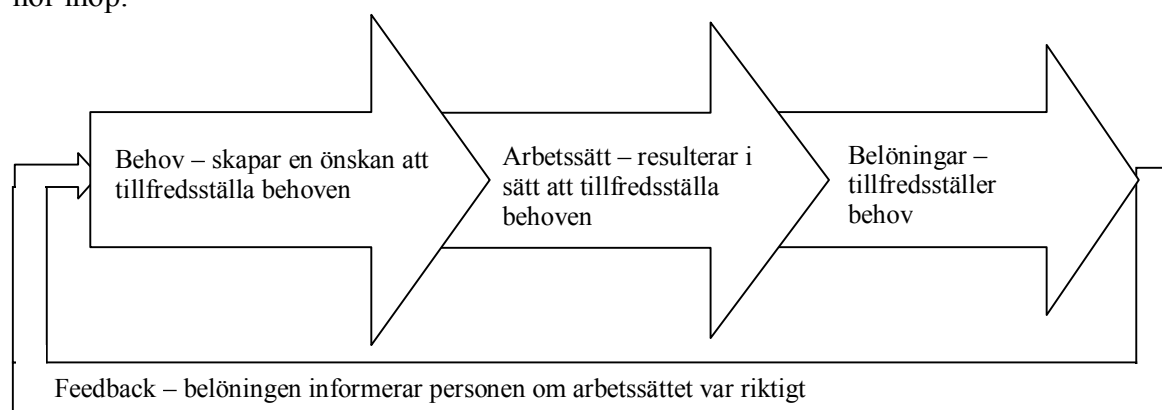 hör ihop.
Behov – skapar en önskan att
tillfredsställa behoven
Arbetssätt – resulterar i
sätt att tillfredsställa
behoven
Belöningar –
tillfredsställer
behov
Feedback – belöningen informerar personen om arbetssättet var riktigt